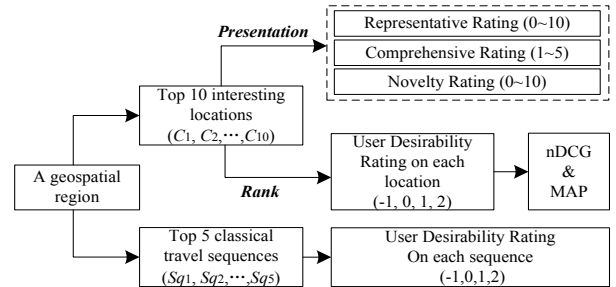 Presentation
Representative Rating (0~10)
Comprehensive Rating (1~5)
Novelty Rating (0~10)
Top 10 interesting
locations
(C1, C2,⋯,C10)
A geospatial
region
Rank
User Desirability
Rating on each
location
(-1, 0, 1, 2)
nDCG
&
MAP
Top 5 classical
travel sequences
(Sq1, Sq2,⋯,Sq5)
User Desirability Rating
On each sequence
(-1,0,1,2)